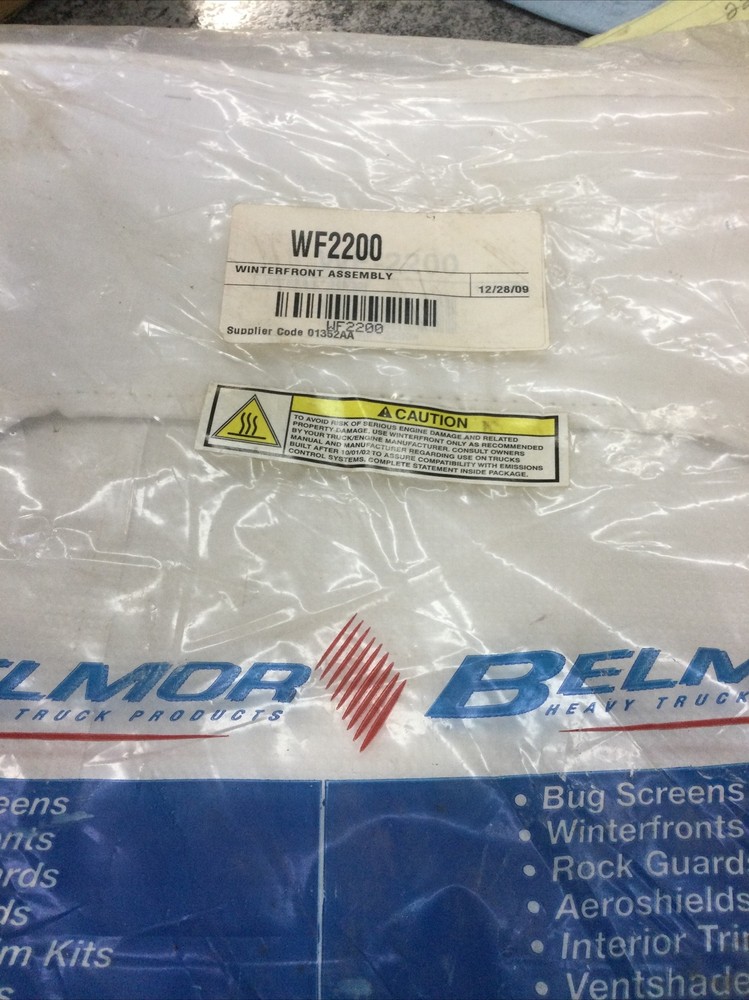 WF2200
WINTERFRONT ASSEMBLY
12/28/09
WF2200
Supplier Code 01352AA
CAUTION
TO AVOID RISK OF SERIOUS ENGINE DAMAGE AND RELATED
PROPERTY DAMAGE, USE WINTERFRONT ONLY AS RECOMMENDED
BY YOUR TRUCK/ENGINE MANUFACTURER. CONSULT OWNERS
MANUAL AND MANUFACTURER REGARDING USE ON TRUCKS
BUILT AFTER 10/01/02 TO ASSURE COMPATIBILITY WITH EMISSIONS
CONTROL SYSTEMS. COMPLETE STATEMENT INSIDE PACKAGE.
ELMOR
TRUCK PRODUCTS
BELM
HEAVY TRUCK
eens
nts
rds
ds
m Kits
s
• Bug Screens
• Winterfronts
• Rock Guards
• Aeroshields
• Interior Tri
• Ventshade